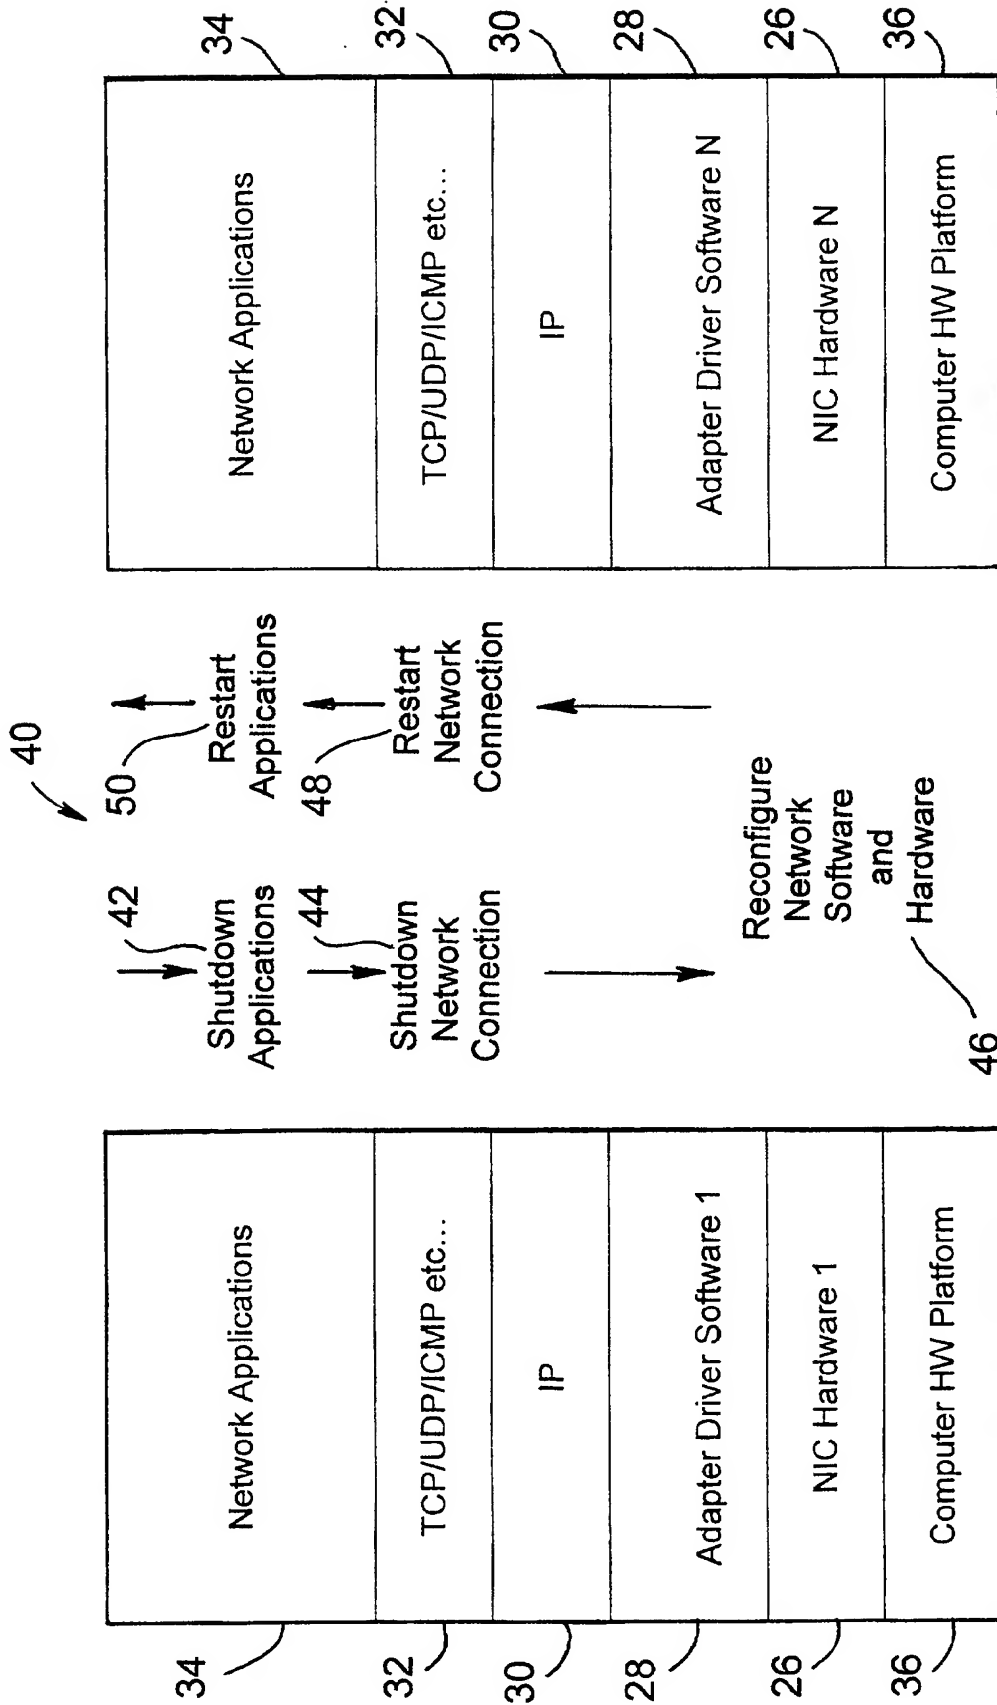 34
32
30
28
26
36
Network Applications
TCP/UDP/ICMP etc...
IP
Adapter Driver Software 1
NIC Hardware 1
Computer HW Platform
40
42
Shutdown
Applications
44
Shutdown
Network
Connection
Reconfigure
Network
Software
and
Hardware
46
50
Restart
Applications
48
Restart
Network
Connection
Network Applications
TCP/UDP/ICMP etc...
IP
Adapter Driver Software N
NIC Hardware N
Computer HW Platform
34
32
30
28
26
36